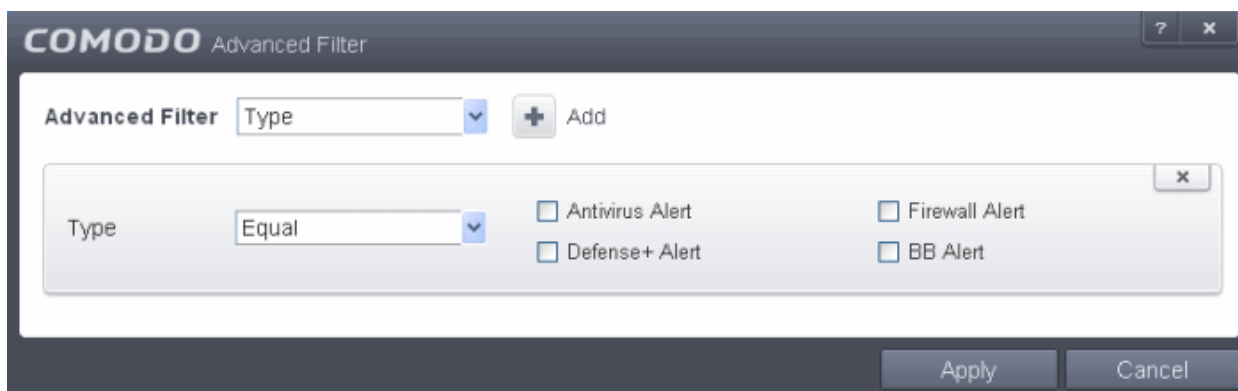 COMODO Advanced Filter ? x
Advanced Filter Type + Add
x
Type Equal Antivirus Alert Firewall Alert
Defense+ Alert BB Alert
Apply Cancel